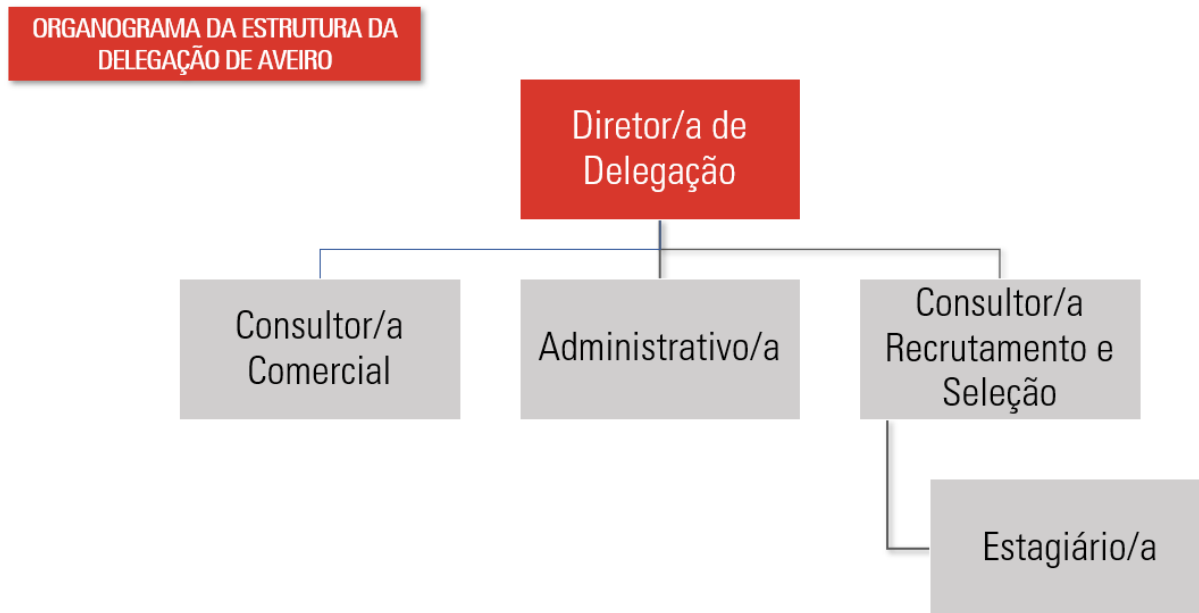 ORGANOGRAMA DA ESTRUTURA DA
DELEGAÇÃO DE AVEIRO
Diretor/a de
Delegação
Consultor/a
Comercial
Administrativo/a
Consultor/a
Recrutamento e
Seleção
Estagiário/a